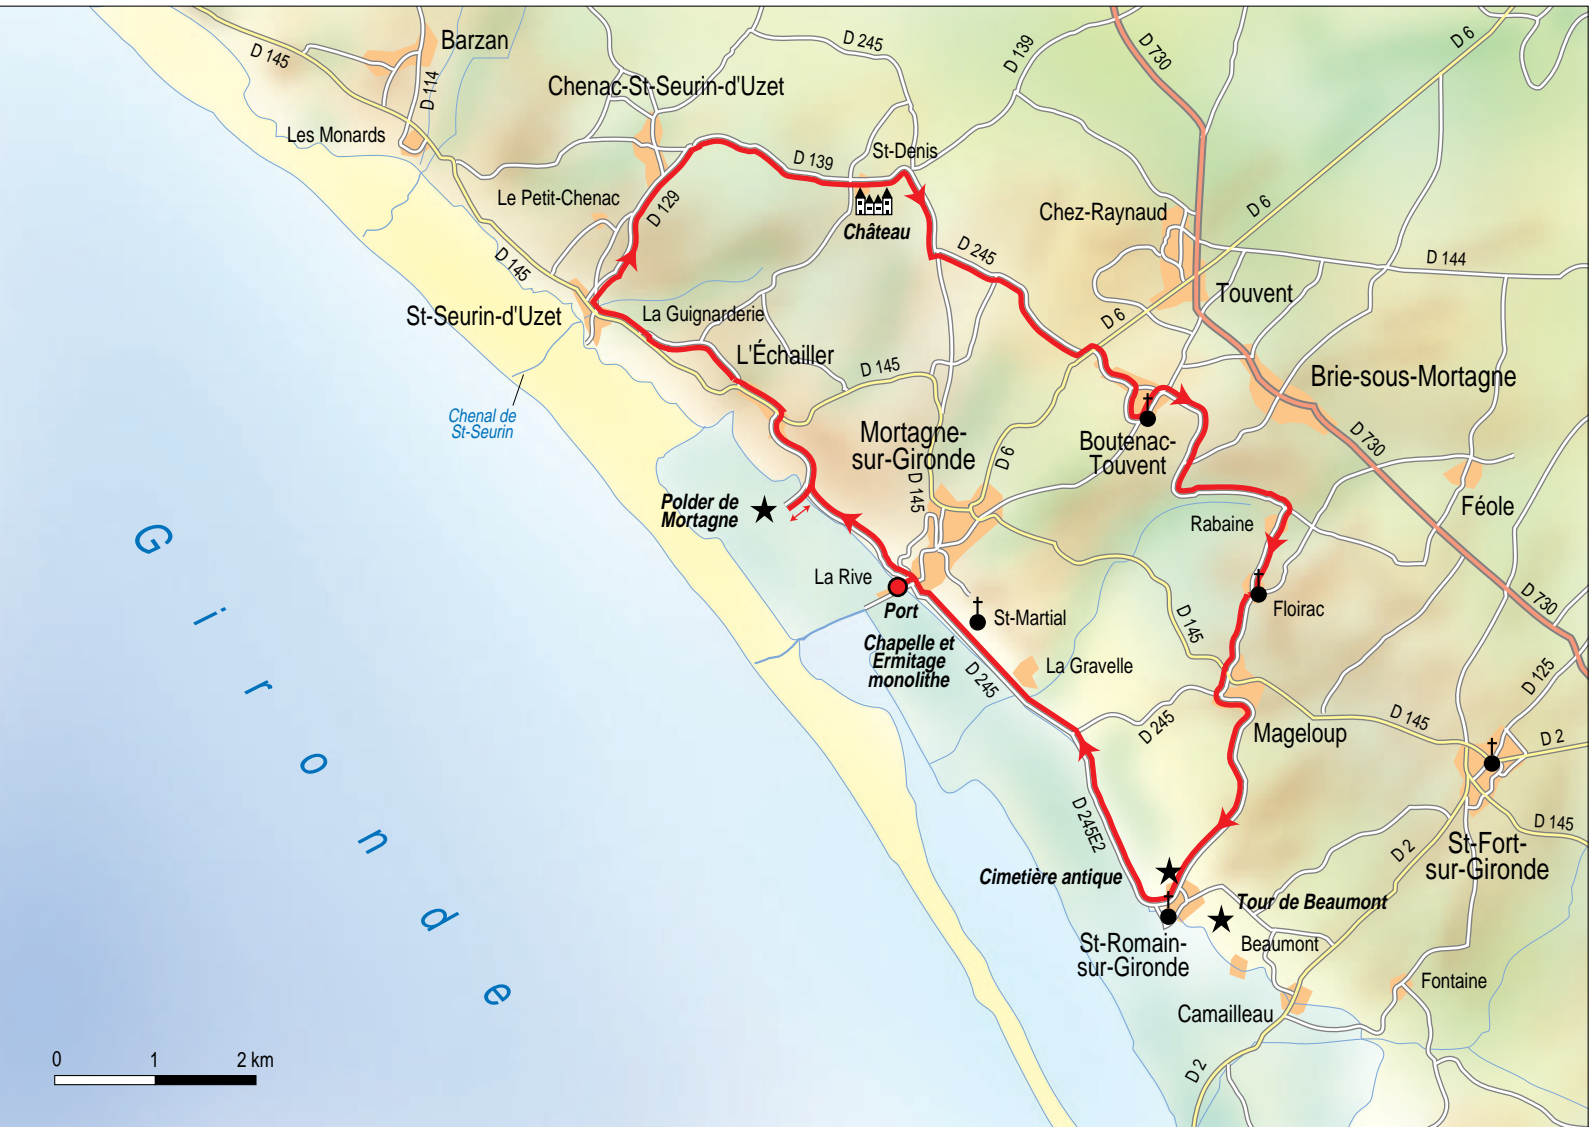 Barzan
D 145
D 245
D 139
D 730
D 6
D 114
Chenac-St-Seurin-d'Uzet
Les Monards
D 139
St-Denis
Le Petit-Chenac
D 129
Château
Chez-Raynaud
D 6
D 245
D 144
D 145
St-Seurin-d'Uzet
La Guignarderie
Touvent
D 6
L'Échailler
D 145
Brie-sous-Mortagne
Chenal de
St-Seurin
Mortagne-
sur-Gironde
D 6
Boutenac-
Touvent
D 730
D 145
Polder de
Mortagne
Féole
Rabaine
Gironde
La Rive
Port
St-Martial
Floirac
D 730
D 145
Chapelle et
Ermitage
monolithe
La Gravelle
D 245
D 125
D 245
Mageloup
D 145
D 2
D 245E2
D 145
D 2
St-Fort-
sur-Gironde
Cimetière antique
Tour de Beaumont
St-Romain-
sur-Gironde
Beaumont
Fontaine
Camailleau
D 2
0 1 2 km